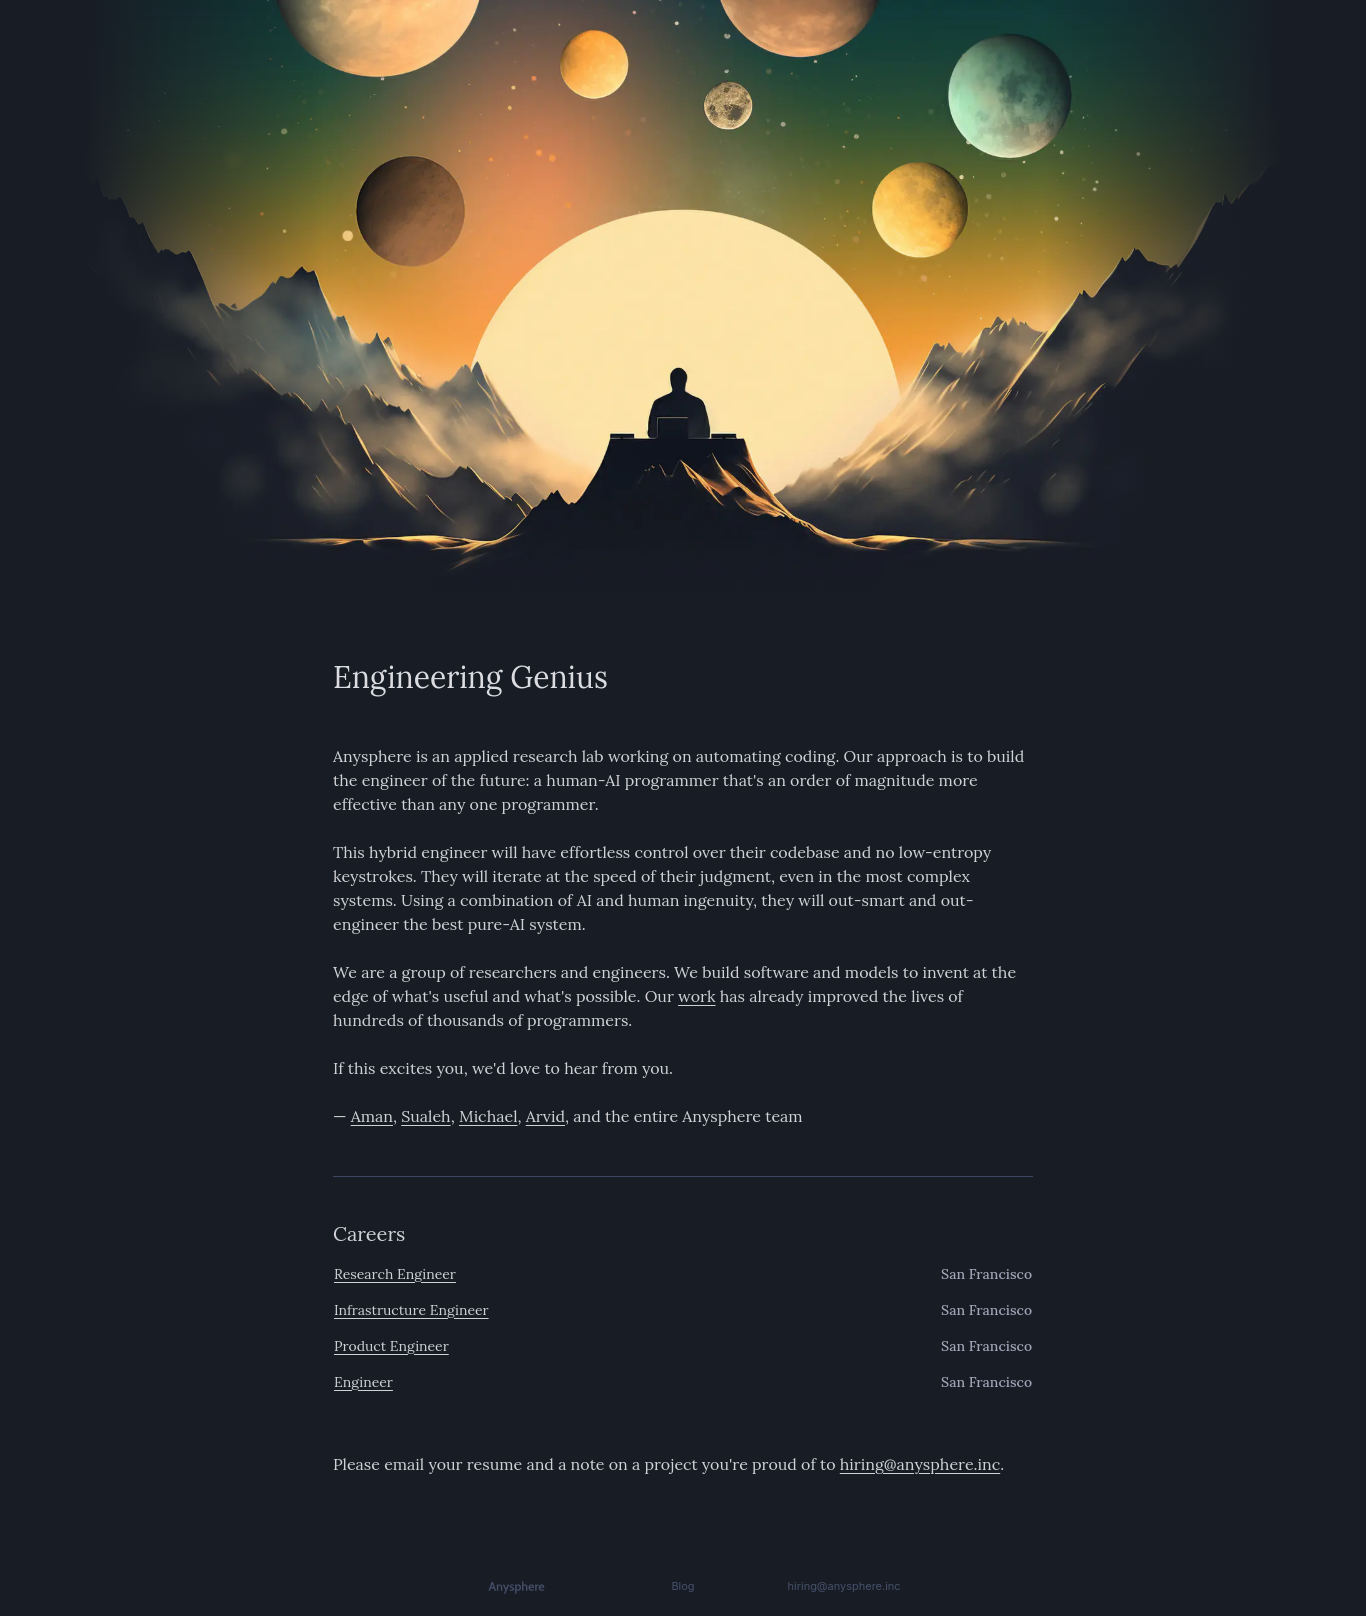 Engineering Genius
Anysphere is an applied research lab working on automating coding. Our approach is to build
the engineer of the future: a human-AI programmer that's an order of magnitude more
effective than any one programmer.
This hybrid engineer will have effortless control over their codebase and no low-entropy
keystrokes. They will iterate at the speed of their judgment, even in the most complex
systems. Using a combination of AI and human ingenuity, they will out-smart and out-
engineer the best pure-AI system.
We are a group of researchers and engineers. We build software and models to invent at the
edge of what's useful and what's possible. Our work has already improved the lives of
hundreds of thousands of programmers.
If this excites you, we'd love to hear from you.
— Aman, Sualeh, Michael, Arvid, and the entire Anysphere team
Careers
Research Engineer San Francisco
Infrastructure Engineer San Francisco
Product Engineer San Francisco
Engineer San Francisco
Please email your resume and a note on a project you're proud of to hiring@anysphere.inc.
Anysphere Blog hiring@anysphere.inc